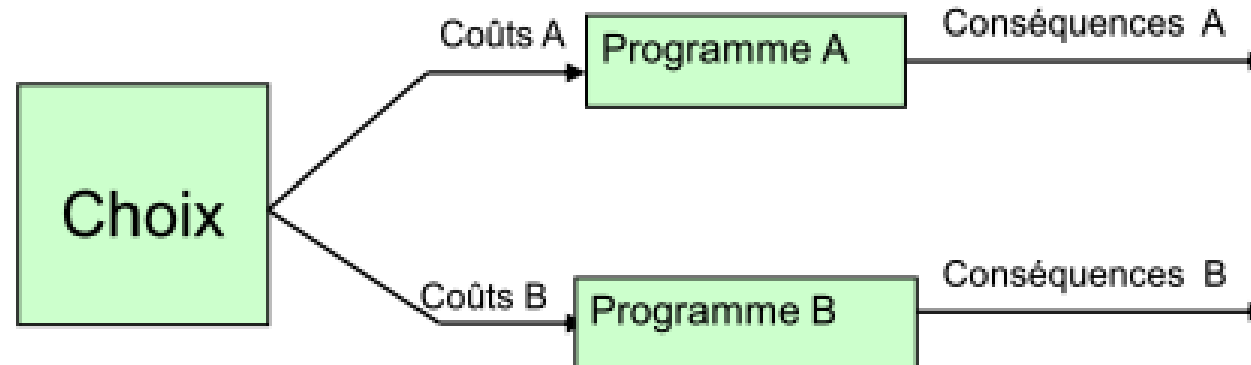 Coûts A
Programme A
Conséquences A
Choix
Coûts B
Programme B
Conséquences B